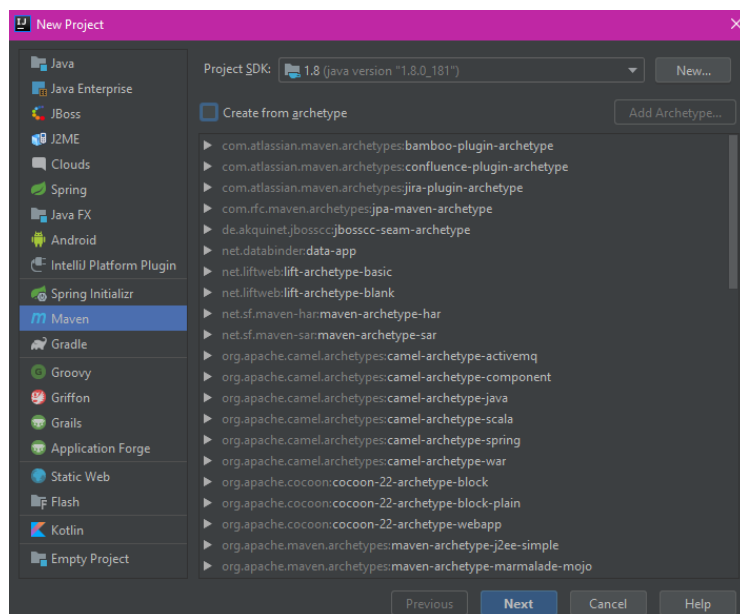 New Project
Java
Java Enterprise
JBoss
J2ME
Clouds
Spring
Java FX
Android
IntelliJ Platform Plugin
Spring Initializr
Maven
Gradle
Groovy
Griffon
Grails
Application Forge
Static Web
Flash
Kotlin
Empty Project
Project SDK: 1.8 (java version "1.8.0_181") New...
Create from archetype Add Archetype...
com.atlassian.maven.archetypes:bamboo-plugin-archetype
com.atlassian.maven.archetypes:confluence-plugin-archetype
com.atlassian.maven.archetypes:jira-plugin-archetype
com.rfc.maven.archetypes:jpa-maven-archetype
de.akquinet.jbosscc:jbosscc-seam-archetype
net.databinder:data-app
net.liftweb:lift-archetype-basic
net.liftweb:lift-archetype-blank
net.sf.maven-har:maven-archetype-har
net.sf.maven-sar:maven-archetype-sar
org.apache.camel.archetypes:camel-archetype-activemq
org.apache.camel.archetypes:camel-archetype-component
org.apache.camel.archetypes:camel-archetype-java
org.apache.camel.archetypes:camel-archetype-scala
org.apache.camel.archetypes:camel-archetype-spring
org.apache.camel.archetypes:camel-archetype-war
org.apache.cocoon:cocoon-22-archetype-block
org.apache.cocoon:cocoon-22-archetype-block-plain
org.apache.cocoon:cocoon-22-archetype-webapp
org.apache.maven.archetypes:maven-archetype-j2ee-simple
org.apache.maven.archetypes:maven-archetype-marmalade-mojo
Previous Next Cancel Help